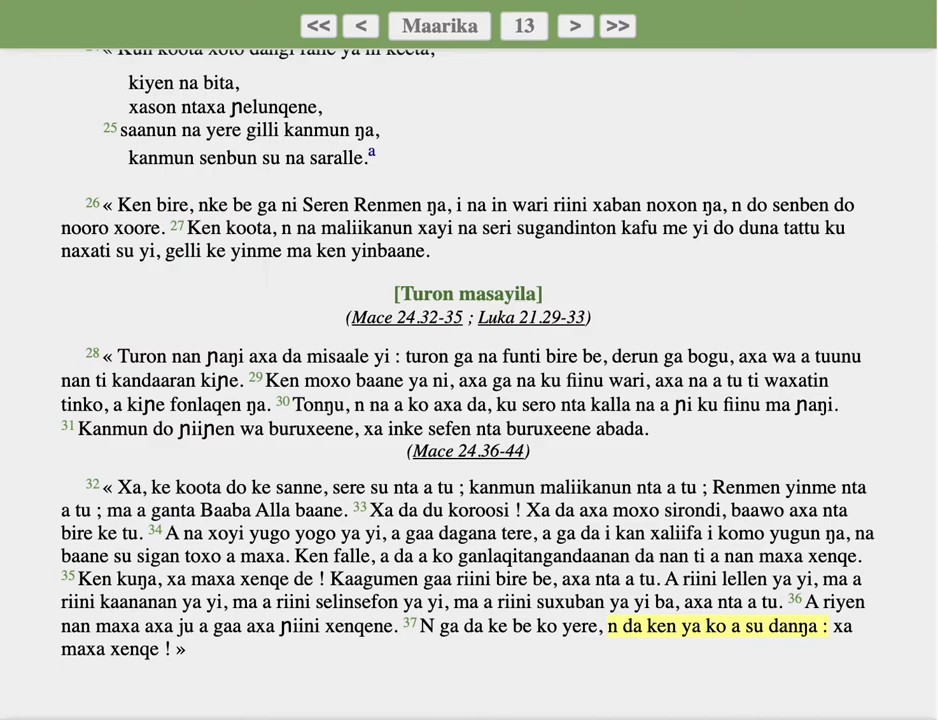 << < Maarika 13 > >>
24 « Kun koota xoto dangi falle ya ni keeta,
kiyen na bita,
xason ntaxa ɲelunqene,
25 saanun na yere gilli kanmun ŋa,
kanmun senbun su na saralle.a
26 « Ken bire, nke be ga ni Seren Renmen ŋa, i na in wari riini xaban noxon ŋa, n do senben do
nooro xoore. 27 Ken koota, n na maliikanun xayi na seri sugandinton kafu me yi do duna tattu ku
naxati su yi, gelli ke yinme ma ken yinbaane.
[Turon masayila]
(Mace 24.32-35 ; Luka 21.29-33)
28 « Turon nan ɲaŋi axa da misaale yi : turon ga na funti bire be, derun ga bogu, axa wa a tuunu
nan ti kandaaran kiɲe. 29 Ken moxo baane ya ni, axa ga na ku fiinu wari, axa na a tu ti waxatin
tinko, a kiɲe fonlaqen ŋa. 30 Tonŋu, n na a ko axa da, ku sero nta kalla na a ɲi ku fiinu ma ɲaŋi.
31 Kanmun do ɲiiɲen wa buruxeene, xa inke sefen nta buruxeene abada.
(Mace 24.36-44)
32 « Xa, ke koota do ke sanne, sere su nta a tu ; kanmun maliikanun nta a tu ; Renmen yinme nta
a tu ; ma a ganta Baaba Alla baane. 33 Xa da du koroosi ! Xa da axa moxo sirondi, baawo axa nta
bire ke tu. 34 A na xoyi yugo yogo ya yi, a gaa dagana tere, a ga da i kan xaliifa i komo yugun ŋa, na
baane su sigan toxo a maxa. Ken falle, a da a ko ganlaqitangandaanan da nan ti a nan maxa xenqe.
35 Ken kuŋa, xa maxa xenqe de ! Kaagumen gaa riini bire be, axa nta a tu. A riini lellen ya yi, ma a
riini kaananan ya yi, ma a riini selinsefon ya yi, ma a riini suxuban ya yi ba, axa nta a tu. 36 A riyen
nan maxa axa ju a gaa axa ɲiini xenqene. 37 N ga da ke be ko yere, n da ken ya ko a su danŋa : xa
maxa xenqe ! »